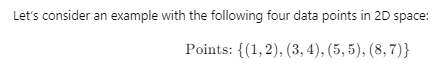 Let's consider an example with the following four data points in 2D space:
Points: {(1, 2), (3, 4), (5, 5), (8, 7)}